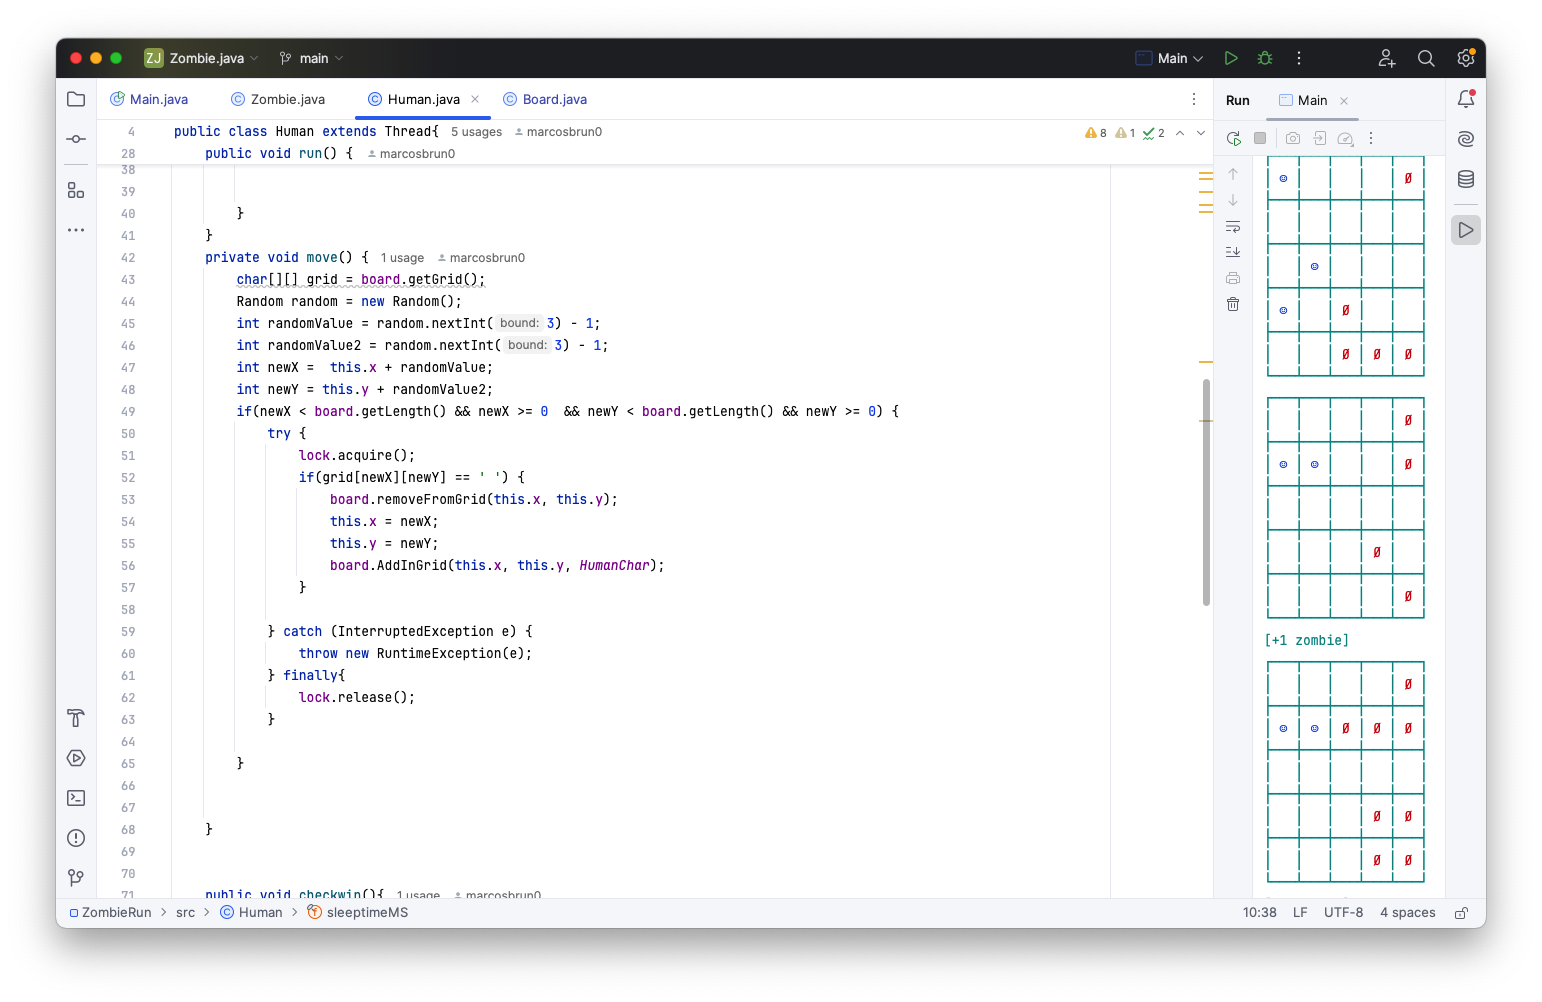 ZJ Zombie.java main Main
Main.java Zombie.java Human.java Board.java Run Main
4 public class Human extends Thread{ 5 usages marcosbrun0 8 1 2
28 public void run() { marcosbrun0
38
39
40 }
41 }
42 private void move() { 1 usage marcosbrun0
43 char[][] grid = board.getGrid();
44 Random random = new Random();
45 int randomValue = random.nextInt( bound: 3) - 1;
46 int randomValue2 = random.nextInt( bound: 3) - 1;
47 int newX =  this.x + randomValue;
48 int newY = this.y + randomValue2;
49 if(newX < board.getLength() && newX >= 0  && newY < board.getLength() && newY >= 0) {
50 try {
51 lock.acquire();
52 if(grid[newX][newY] == ' ') {
53 board.removeFromGrid(this.x, this.y);
54 this.x = newX;
55 this.y = newY;
56 board.AddInGrid(this.x, this.y, HumanChar);
57 }
58
59 } catch (InterruptedException e) {
60 throw new RuntimeException(e);
61 } finally{
62 lock.release();
63 }
64
65 }
66
67
68 }
69
70
71 public void checkwin(){ 1 usage marcosbrun0
☺ Ø
☺
☺ Ø
Ø Ø Ø
Ø
☺ ☺ Ø
Ø
Ø
[+1 zombie]
Ø
☺ ☺ Ø Ø Ø
Ø Ø
Ø Ø
ZombieRun > src > Human > sleeptimeMS 10:38 LF UTF-8 4 spaces